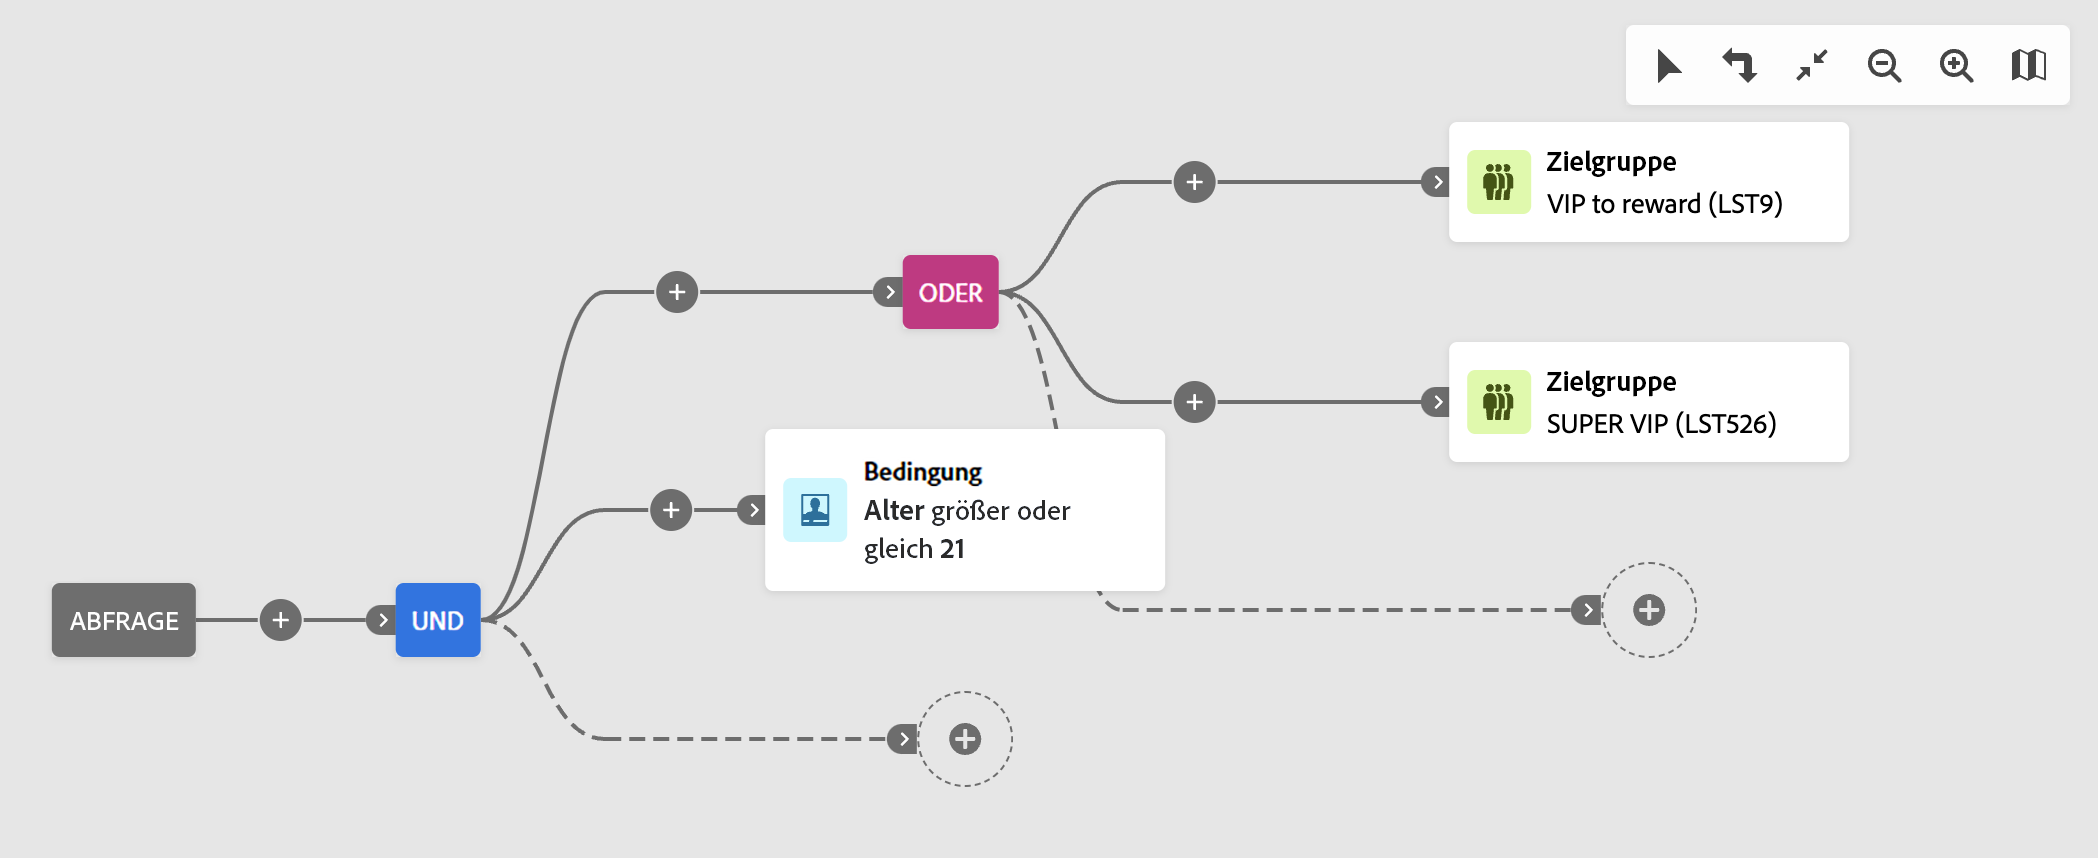 Zielgruppe
VIP to reward (LST9)
ODER
Zielgruppe
SUPER VIP (LST526)
Bedingung
Alter größer oder
gleich 21
ABFRAGE
UND